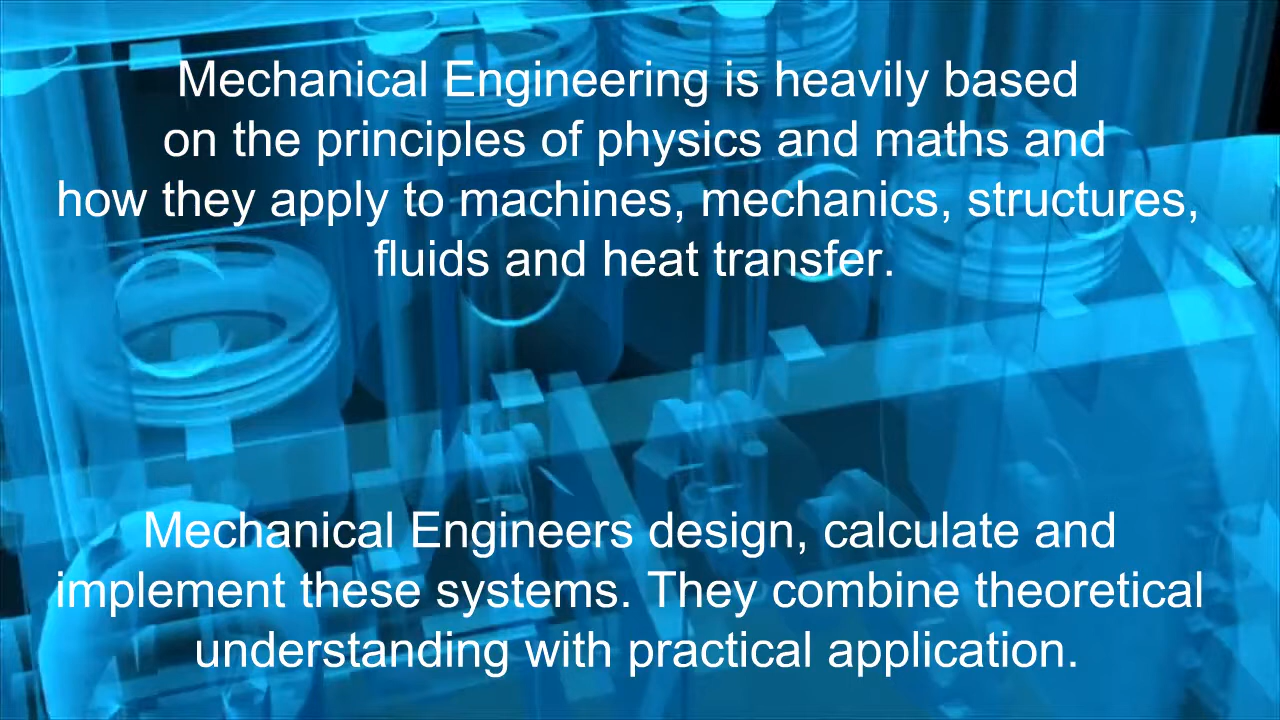 Mechanical Engineering is heavily based
on the principles of physics and maths and
how they apply to machines, mechanics, structures,
fluids and heat transfer.
Mechanical Engineers design, calculate and
implement these systems. They combine theoretical
understanding with practical application.